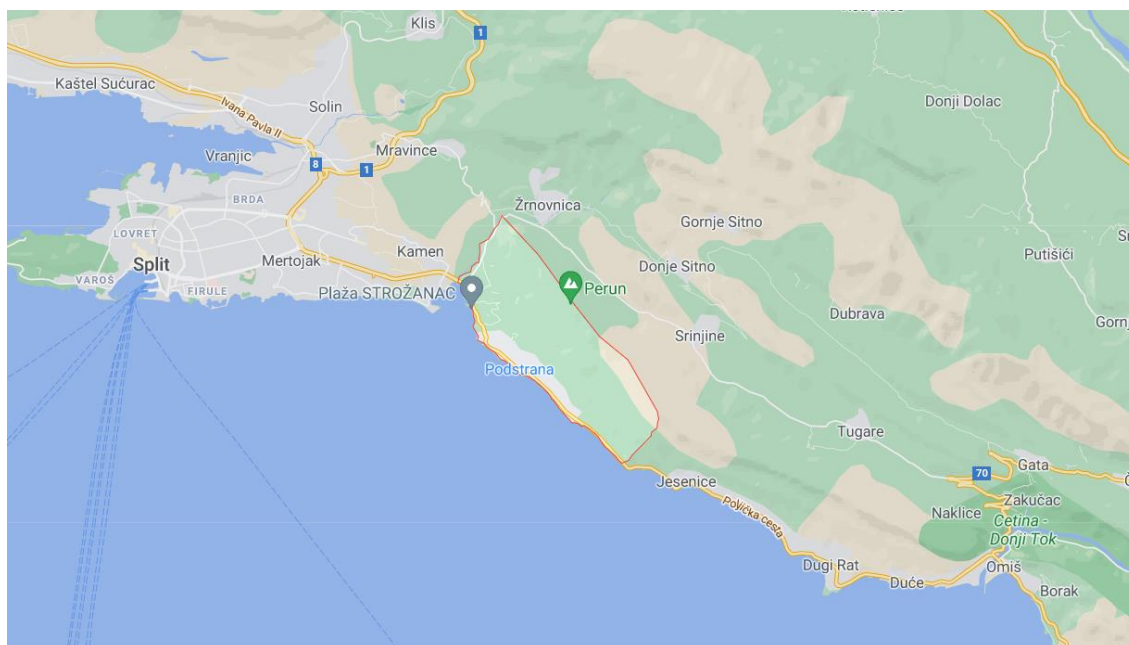 Klis
1
Kaštel Sućurac
Donji Dolac
Solin
Ivana Pavla II
Vranjic
8
1
Mravince
BRDA
Žrnovnica
LOVRET
Gornje Sitno
Split
Mertojak
Kamen
Putišići
Donje Sitno
VAROŠ
FIRULE
Plaža STROŽANAC
Perun
Dubrava
Srinjine
Podstrana
Tugare
Jesenice
70
Gata
Poljička cesta
Naklice
Zakučac
Cetina -
Donji Tok
Dugi Rat
Duće
Omiš
Borak